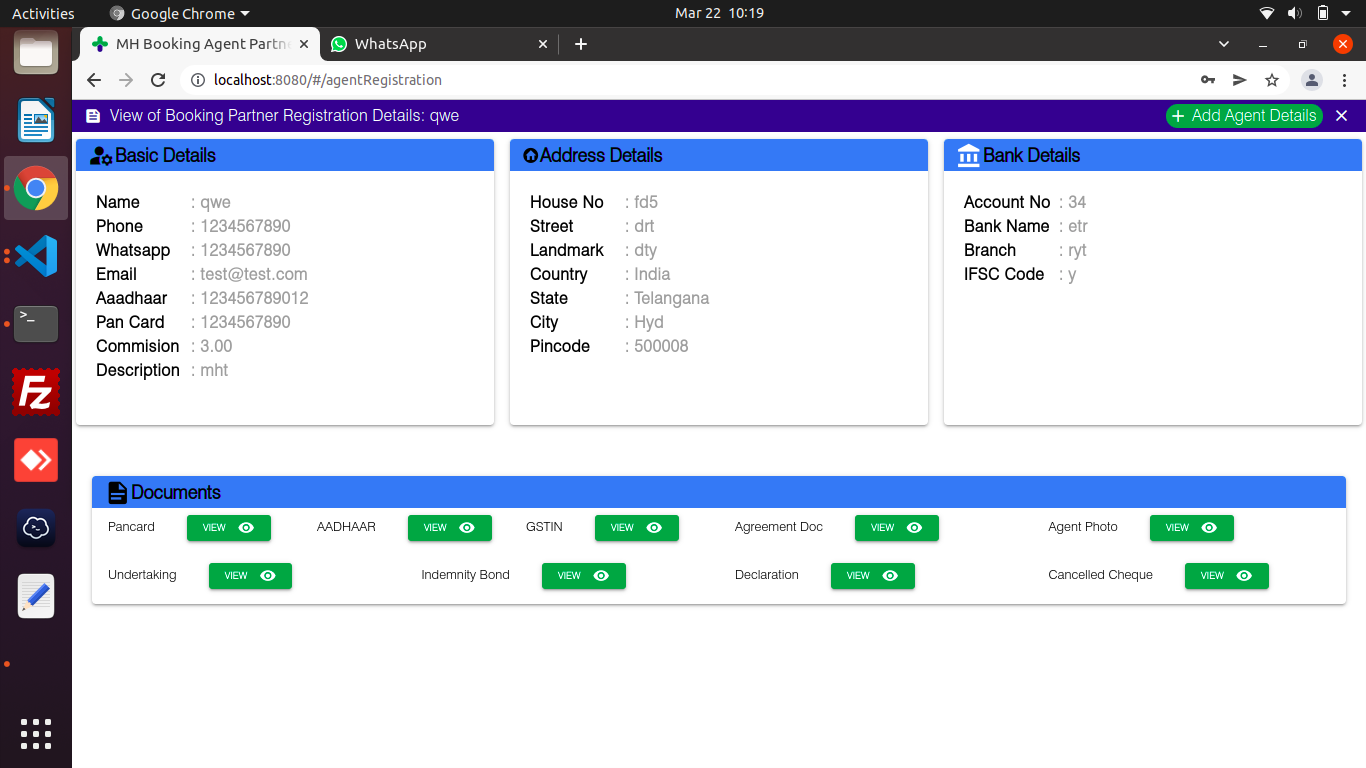 Activities
Google Chrome
Mar 22 10:19
MH Booking Agent Partn
WhatsApp
localhost:8080/#/agentRegistration
View of Booking Partner Registration Details: qwe
Add Agent Details
Basic Details
Name : qwe
Phone : 1234567890
Whatsapp : 1234567890
Email : test@test.com
Aaadhaar : 123456789012
Pan Card : 1234567890
Commision : 3.00
Description : mht
Address Details
House No : fd5
Street : drt
Landmark : dty
Country : India
State : Telangana
City : Hyd
Pincode : 500008
Bank Details
Account No : 34
Bank Name : etr
Branch : ryt
IFSC Code : y
Documents
Pancard VIEW AADHAAR VIEW GSTIN VIEW Agreement Doc VIEW Agent Photo VIEW
Undertaking VIEW Indemnity Bond VIEW Declaration VIEW Cancelled Cheque VIEW